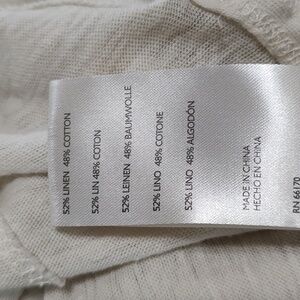 52% LINEN 48% COTTON
52% LIN 48% COTON
52% LEINEN 48% BAUMWOLLE
52% LINO 48% COTONE
52% LINO 48% ALGODÓN
MADE IN CHINA
HECHO EN CHINA
RN 66170